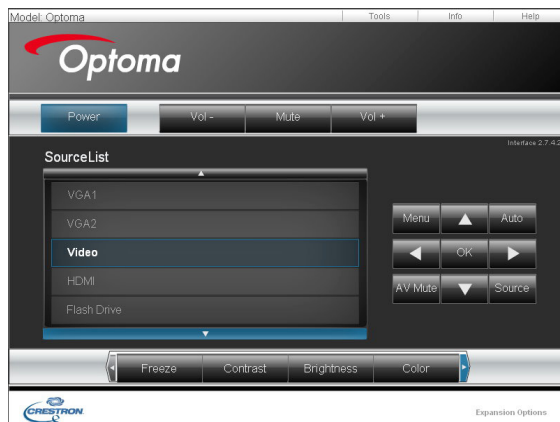 Model: Optoma
Tools Info Help
Optoma
Power Vol - Mute Vol +
Interface 2.7.4.2
SourceList
VGA1
VGA2
Video
HDMI
Flash Drive
Menu Auto
OK
AV Mute Source
Freeze Contrast Brightness Color
CRESTRON Expansion Options